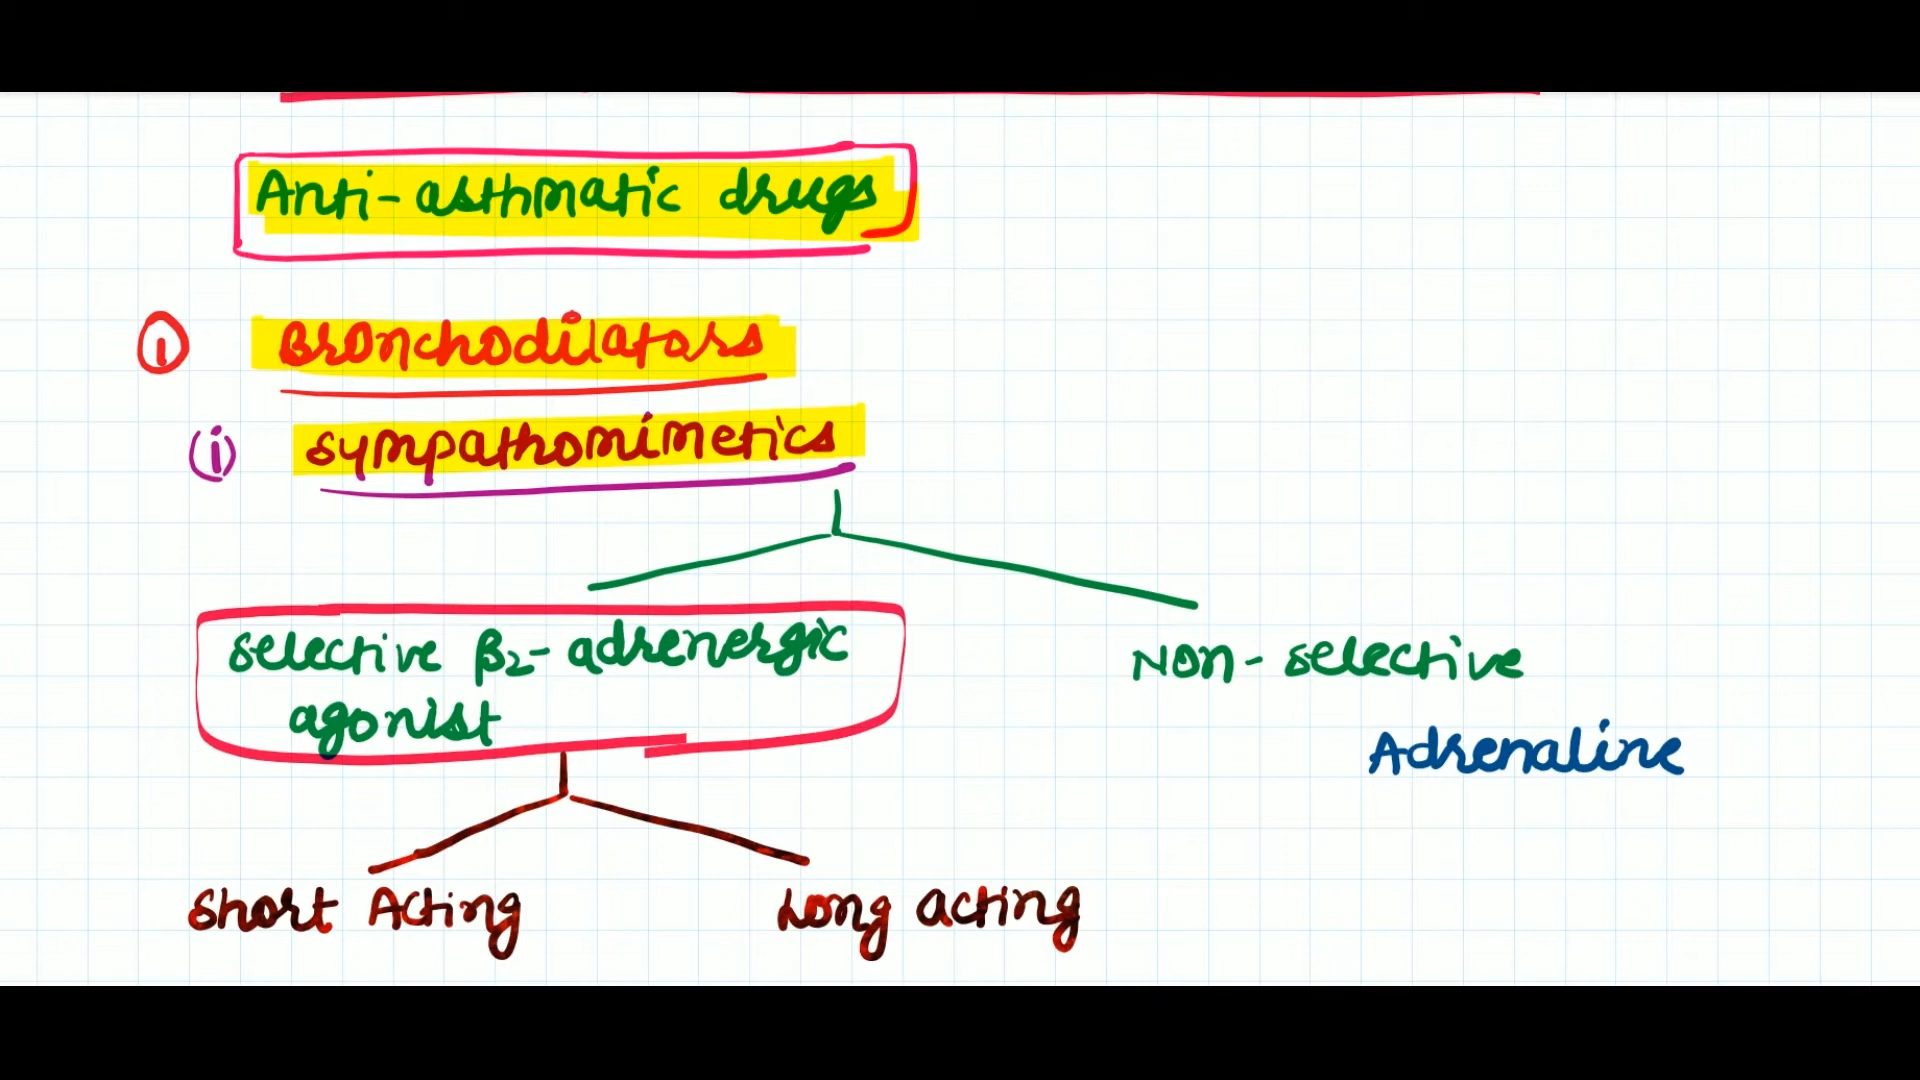 Anti-asthmatic drugs
1 Bronchodilators
(i) sympathomimetics
selective β2-adrenergic agonist
Non-selective
Adrenaline
short Acting
Long acting